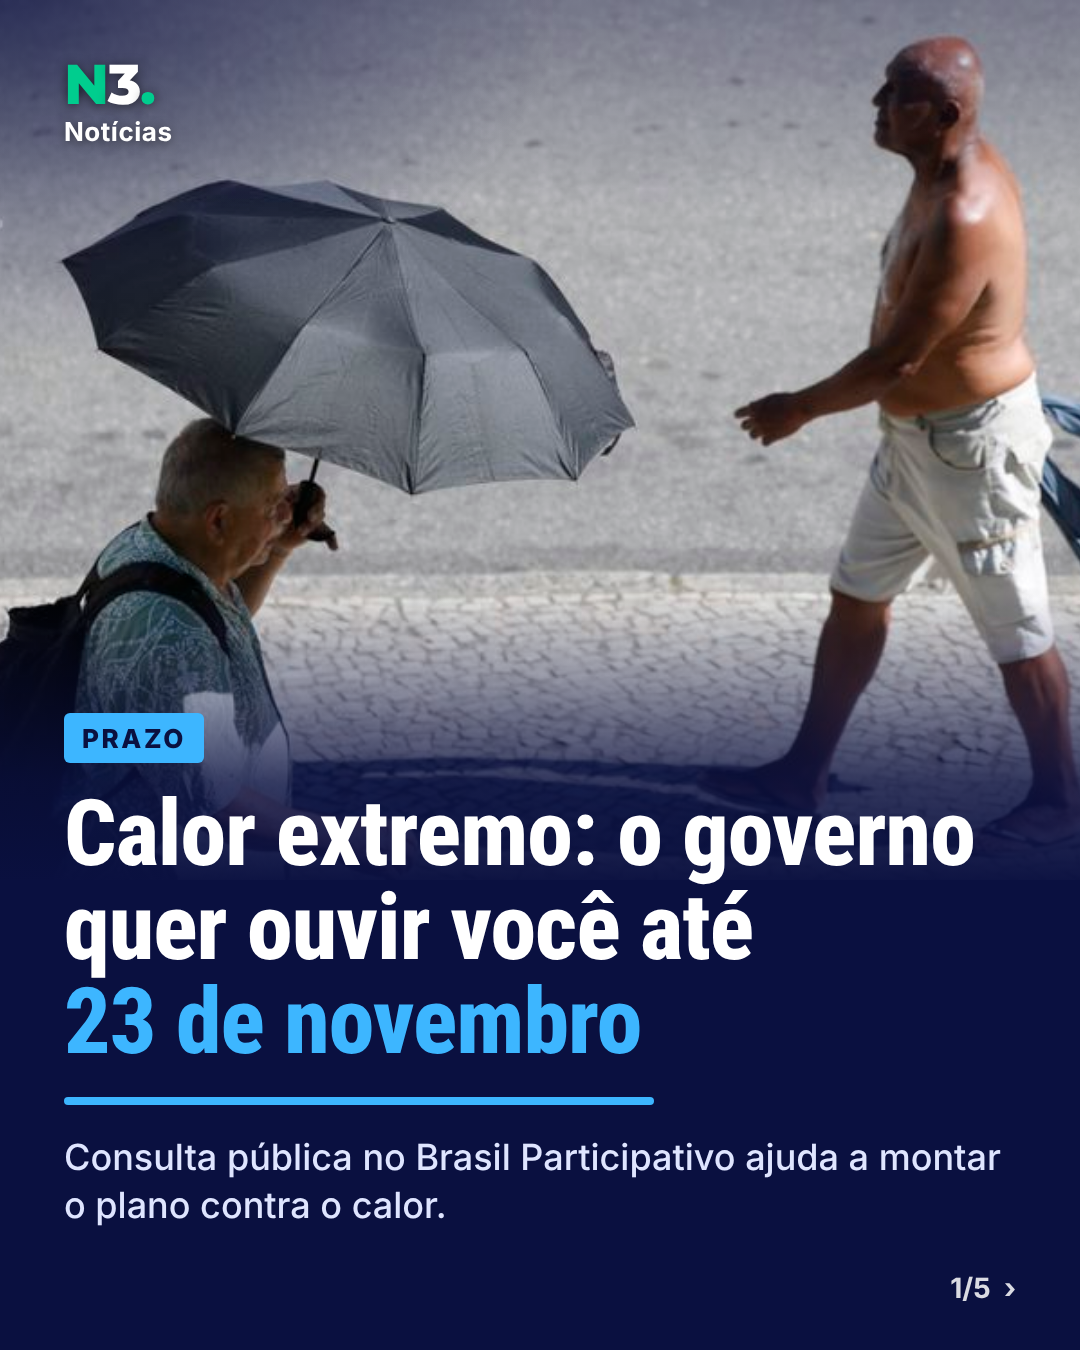 N3.
Notícias
PRAZO
Calor extremo: o governo
quer ouvir você até
23 de novembro
Consulta pública no Brasil Participativo ajuda a montar
o plano contra o calor.
1/5 ›